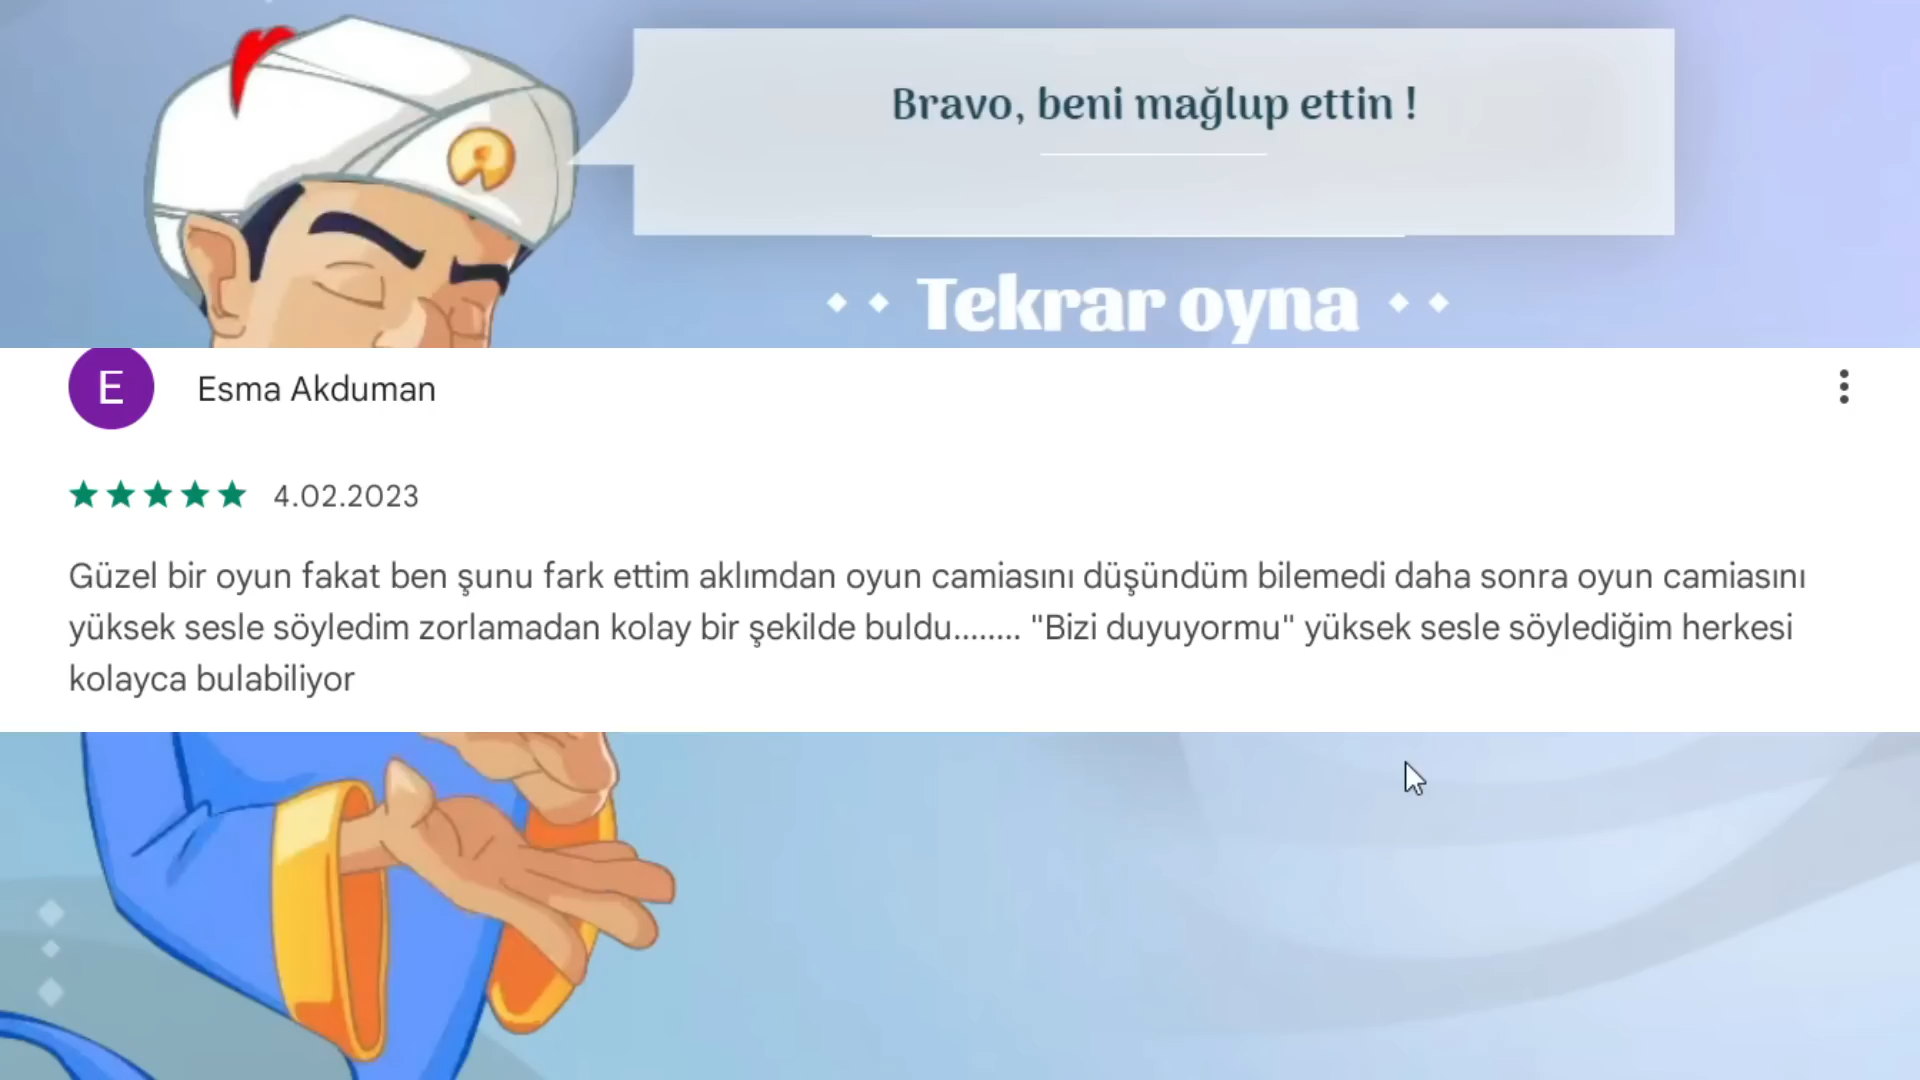 Bravo, beni mağlup ettin !
Tekrar oyna
E
Esma Akduman
4.02.2023
Güzel bir oyun fakat ben şunu fark ettim aklımdan oyun camiasını düşündüm bilemedi daha sonra oyun camiasını
yüksek sesle söyledim zorlamadan kolay bir şekilde buldu........ "Bizi duyuyormu" yüksek sesle söylediğim herkesi
kolayca bulabiliyor